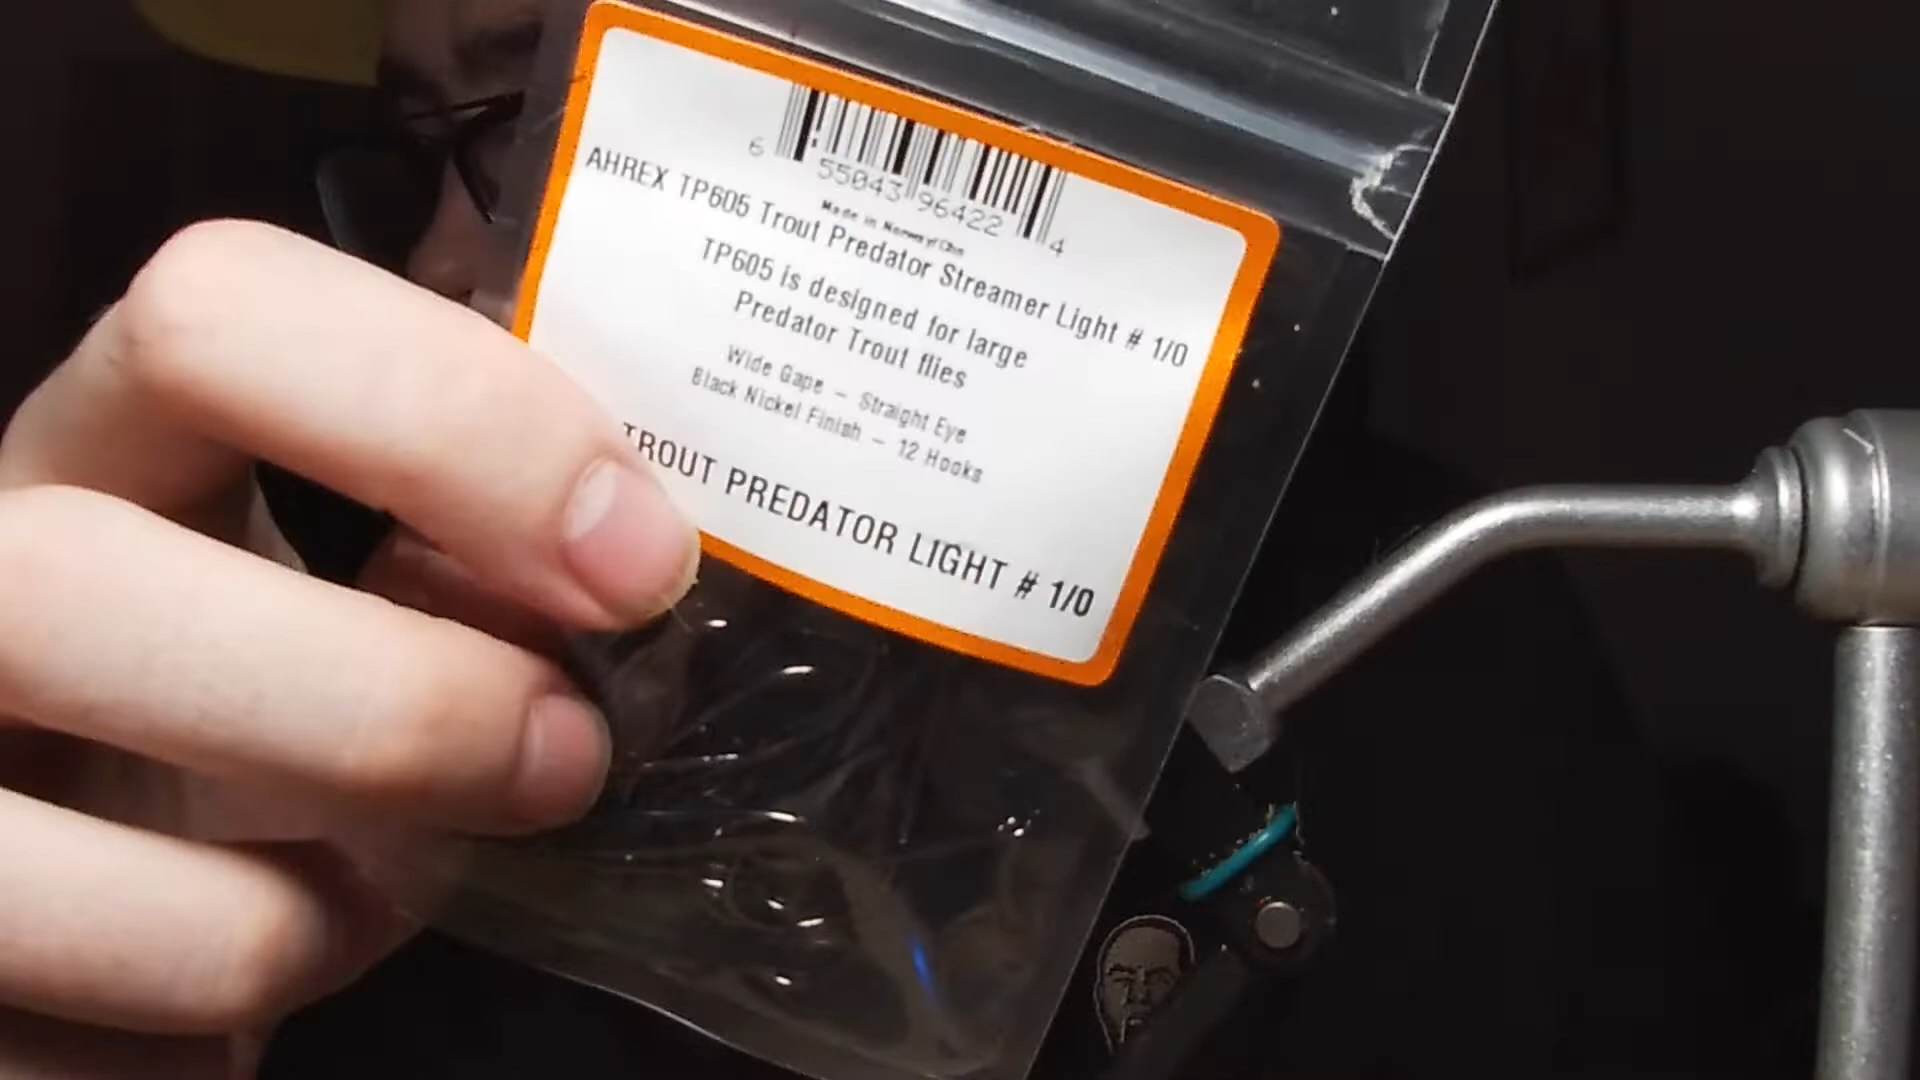 6 55043 96422 4
Made in Norway/
AHREX TP605 Trout Predator Streamer Light # 1/0
TP605 is designed for large
Predator Trout flies
Wide Gape – Straight Eye
Black Nickel Finish – 12 Hooks
TROUT PREDATOR LIGHT # 1/0